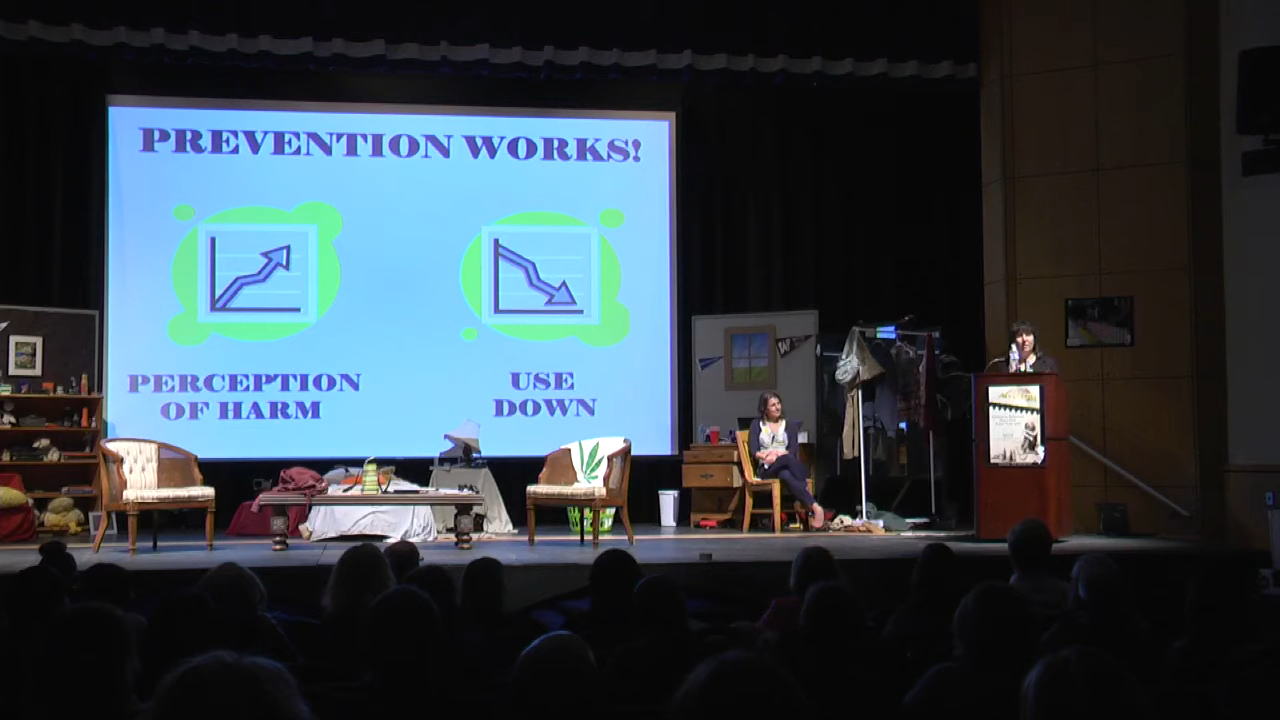 PREVENTION WORKS!
PERCEPTION
OF HARM
USE
DOWN
W